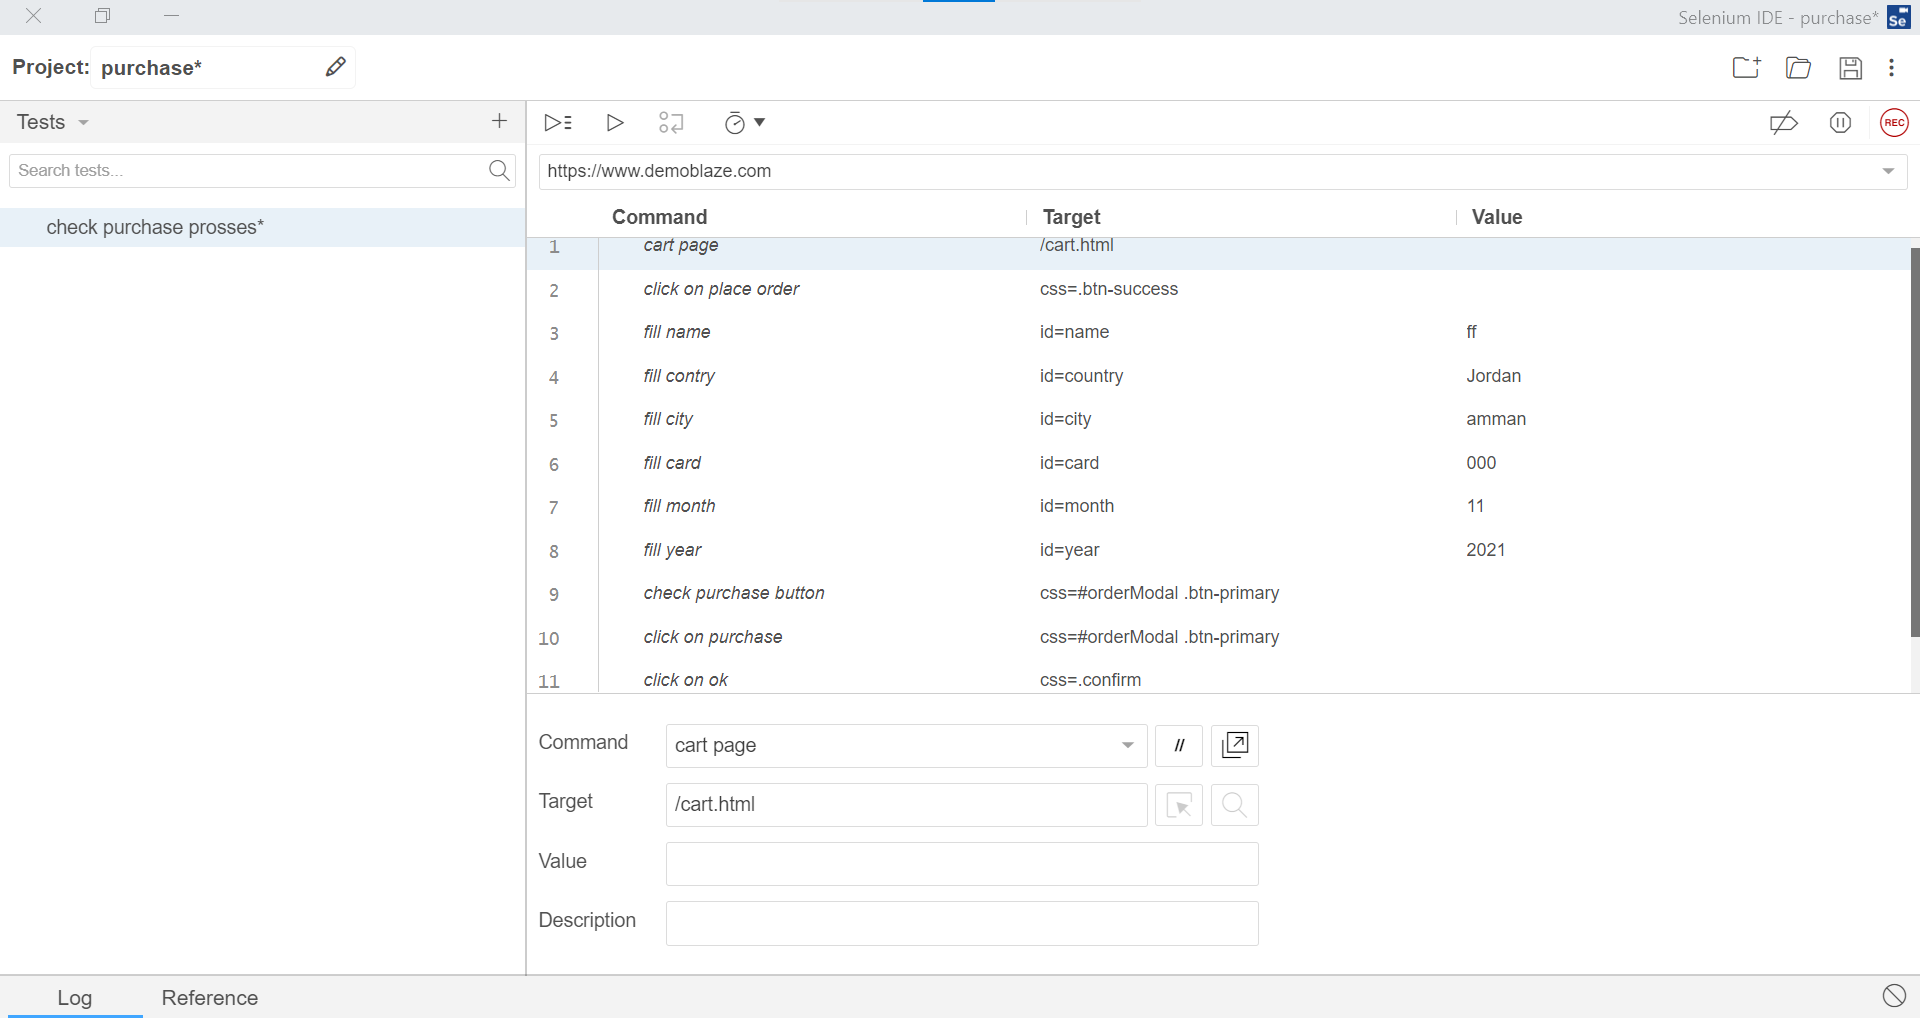 Selenium IDE - purchase*
Se
Project: purchase*
Tests
Search tests...
REC
https://www.demoblaze.com
check purchase prosses*
Command Target Value
1 cart page /cart.html
2 click on place order css=.btn-success
3 fill name id=name ff
4 fill contry id=country Jordan
5 fill city id=city amman
6 fill card id=card 000
7 fill month id=month 11
8 fill year id=year 2021
9 check purchase button css=#orderModal .btn-primary
10 click on purchase css=#orderModal .btn-primary
11 click on ok css=.confirm
Command cart page //
Target /cart.html
Value
Description
Log Reference